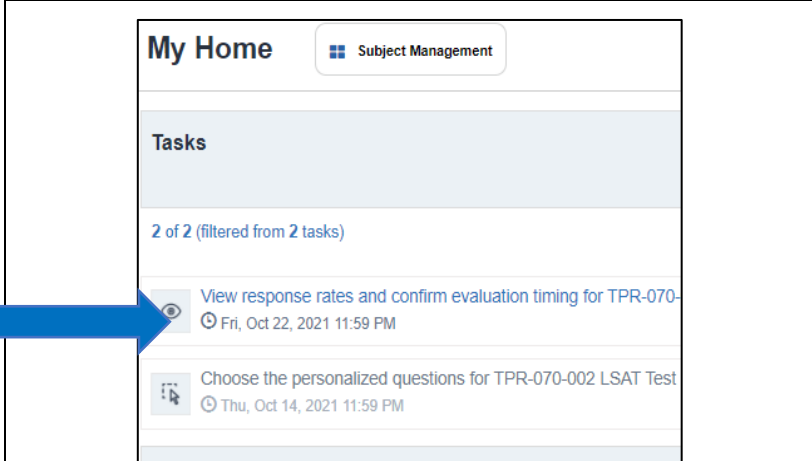 My Home
Subject Management
Tasks
2 of 2 (filtered from 2 tasks)
View response rates and confirm evaluation timing for TPR-070-
Fri, Oct 22, 2021 11:59 PM
Choose the personalized questions for TPR-070-002 LSAT Test
Thu, Oct 14, 2021 11:59 PM